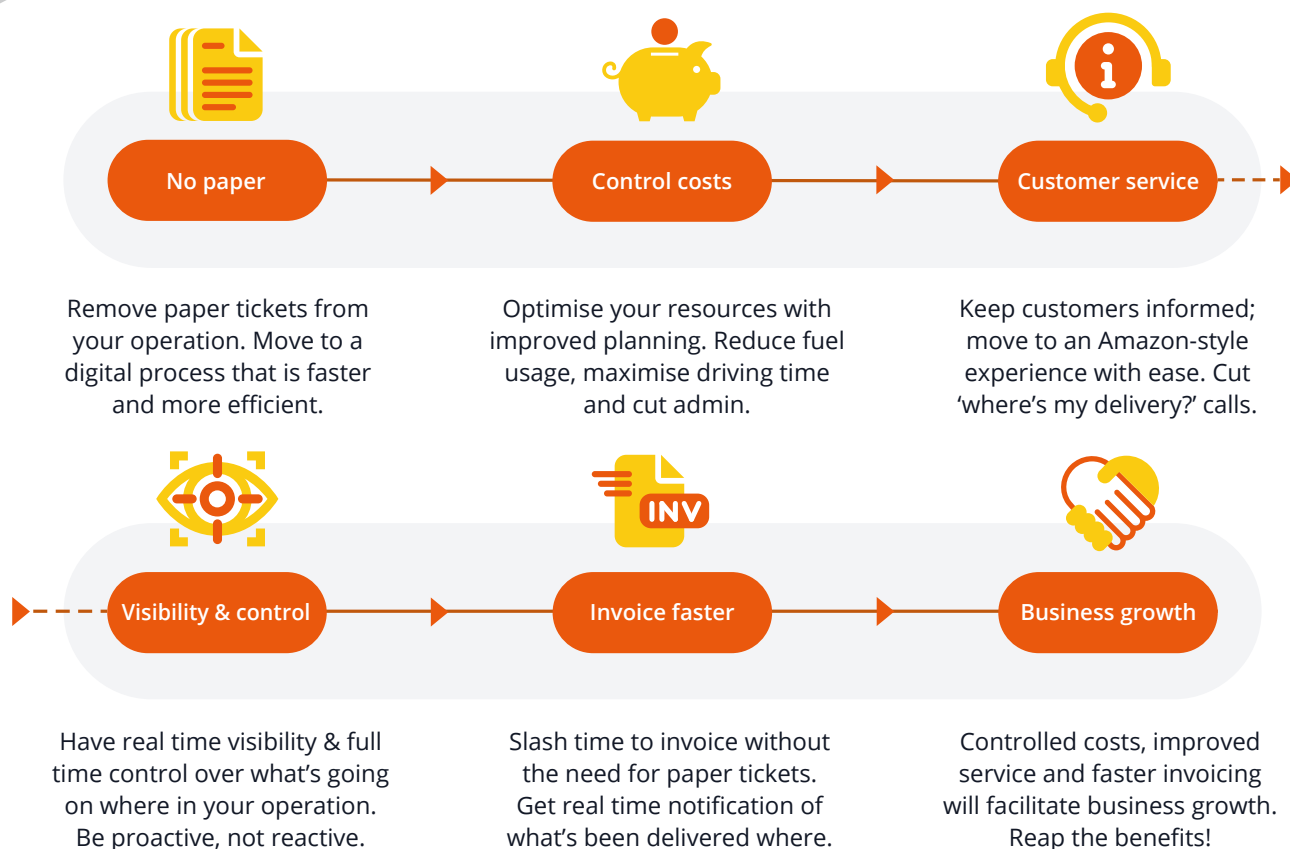 No paper
Control costs
Customer service
Remove paper tickets from
your operation. Move to a
digital process that is faster
and more efficient.
Optimise your resources with
improved planning. Reduce fuel
usage, maximise driving time
and cut admin.
Keep customers informed;
move to an Amazon-style
experience with ease. Cut
‘where’s my delivery?’ calls.
INV
Visibility & control
Invoice faster
Business growth
Have real time visibility & full
time control over what’s going
on where in your operation.
Be proactive, not reactive.
Slash time to invoice without
the need for paper tickets.
Get real time notification of
what’s been delivered where.
Controlled costs, improved
service and faster invoicing
will facilitate business growth.
Reap the benefits!